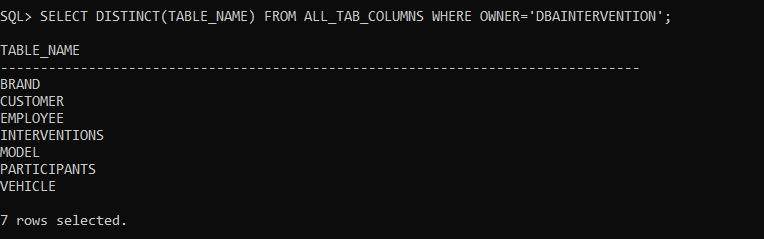 SQL> SELECT DISTINCT(TABLE_NAME) FROM ALL_TAB_COLUMNS WHERE OWNER='DBAINTERVENTION';
TABLE_NAME
--------------------------------------------------------------------------------
BRAND
CUSTOMER
EMPLOYEE
INTERVENTIONS
MODEL
PARTICIPANTS
VEHICLE
7 rows selected.